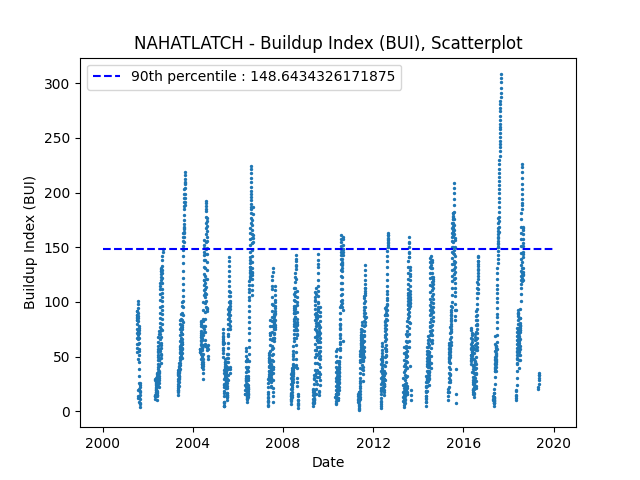 NAHATLATCH - Buildup Index (BUI), Scatterplot
90th percentile : 148.6434326171875
300
250
200
150
100
50
0
Buildup Index (BUI)
2000 2004 2008 2012 2016 2020
Date